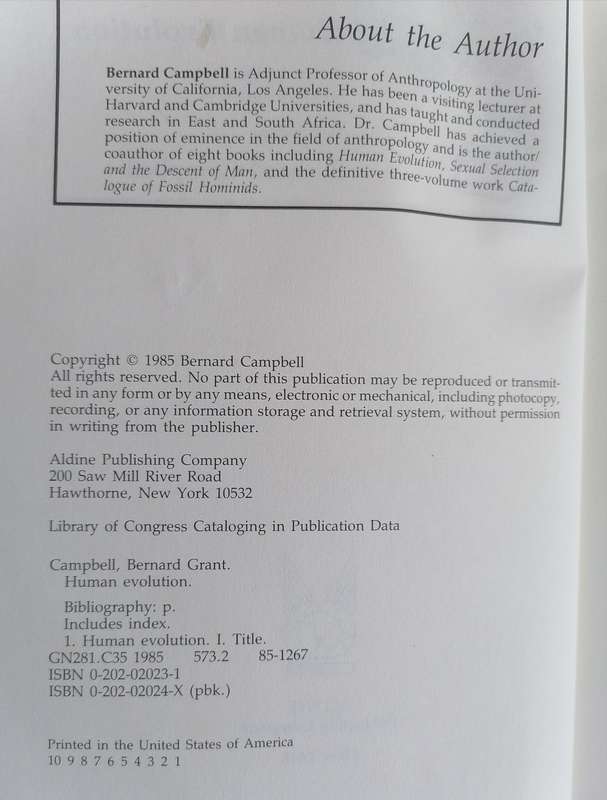 About the Author
Bernard Campbell is Adjunct Professor of Anthropology at the Uni-
versity of California, Los Angeles. He has been a visiting lecturer at
Harvard and Cambridge Universities, and has taught and conducted
research in East and South Africa. Dr. Campbell has achieved a
position of eminence in the field of anthropology and is the author/
coauthor of eight books including Human Evolution, Sexual Selection
and the Descent of Man, and the definitive three-volume work Cata-
logue of Fossil Hominids.
Copyright © 1985 Bernard Campbell
All rights reserved. No part of this publication may be reproduced or transmit-
ted in any form or by any means, electronic or mechanical, including photocopy,
recording, or any information storage and retrieval system, without permission
in writing from the publisher.
Aldine Publishing Company
200 Saw Mill River Road
Hawthorne, New York 10532
Library of Congress Cataloging in Publication Data
Campbell, Bernard Grant.
Human evolution.
Bibliography: p.
Includes index.
1. Human evolution. I. Title.
GN281.C35 1985 573.2 85-1267
ISBN 0-202-02023-1
ISBN 0-202-02024-X (pbk.)
Printed in the United States of America
10 9 8 7 6 5 4 3 2 1